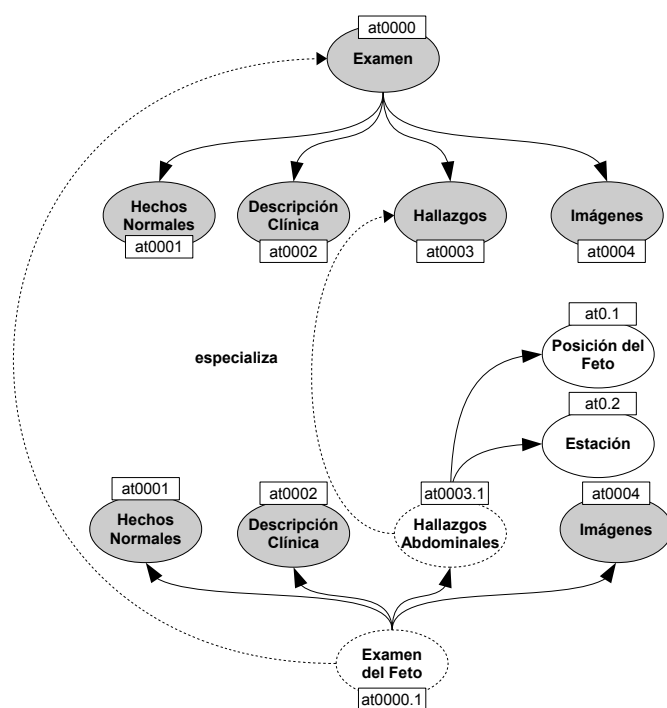 at0000
Examen
Hechos
Normales
at0001
Descripción
Clínica
at0002
Hallazgos
at0003
Imágenes
at0004
especializa
at0.1
Posición del
Feto
at0.2
Estación
at0001
Hechos
Normales
at0002
Descripción
Clínica
at0003.1
Hallazgos
Abdominales
at0004
Imágenes
Examen
del Feto
at0000.1